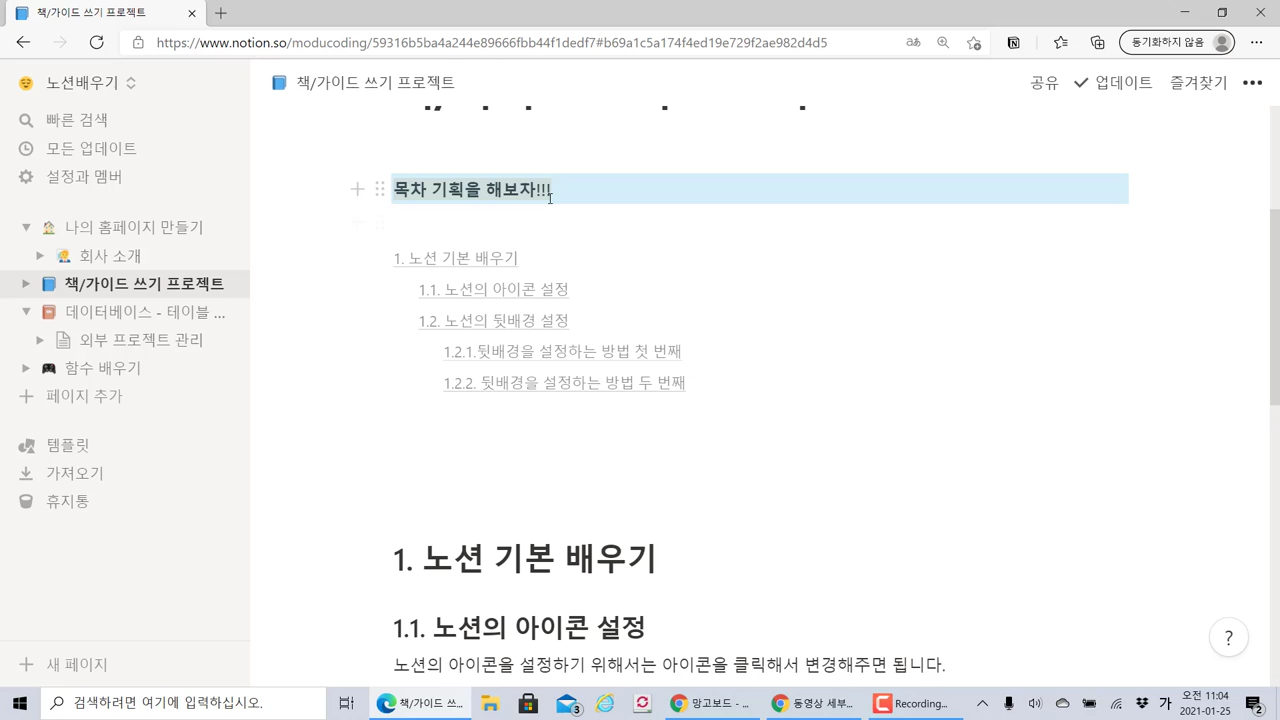 책/가이드 쓰기 프로젝트
https://www.notion.so/moducoding/59316b5ba4a244e89666fbb44f1dedf7#b69a1c5a174f4ed19e729f2ae982d4d5
ああ
동기화하지 않음
노션배우기
책/가이드 쓰기 프로젝트
공유
업데이트
즐겨찾기
빠른 검색
모든 업데이트
설정과 멤버
나의 홈페이지 만들기
회사 소개
책/가이드 쓰기 프로젝트
데이터베이스 - 테이블 ...
외부 프로젝트 관리
함수 배우기
페이지 추가
템플릿
가져오기
휴지통
새 페이지
목차 기획을 해보자!!!
1. 노션 기본 배우기
1.1. 노션의 아이콘 설정
1.2. 노션의 뒷배경 설정
1.2.1.뒷배경을 설정하는 방법 첫 번째
1.2.2. 뒷배경을 설정하는 방법 두 번째
1. 노션 기본 배우기
1.1. 노션의 아이콘 설정
노션의 아이콘을 설정하기 위해서는 아이콘을 클릭해서 변경해주면 됩니다.
?
검색하려면 여기에 입력하십시오.
책/가이드 쓰...
3
망고보드 - ...
동영상 세부...
Recording...
가
오전 11:04
2021-01-25
2